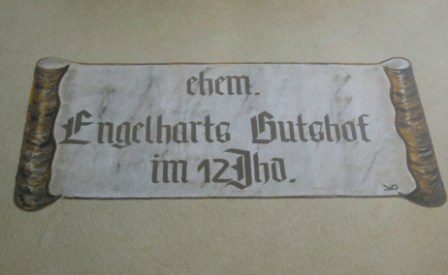 ehem.
Engelharts Gutshof
im 12Jhd.